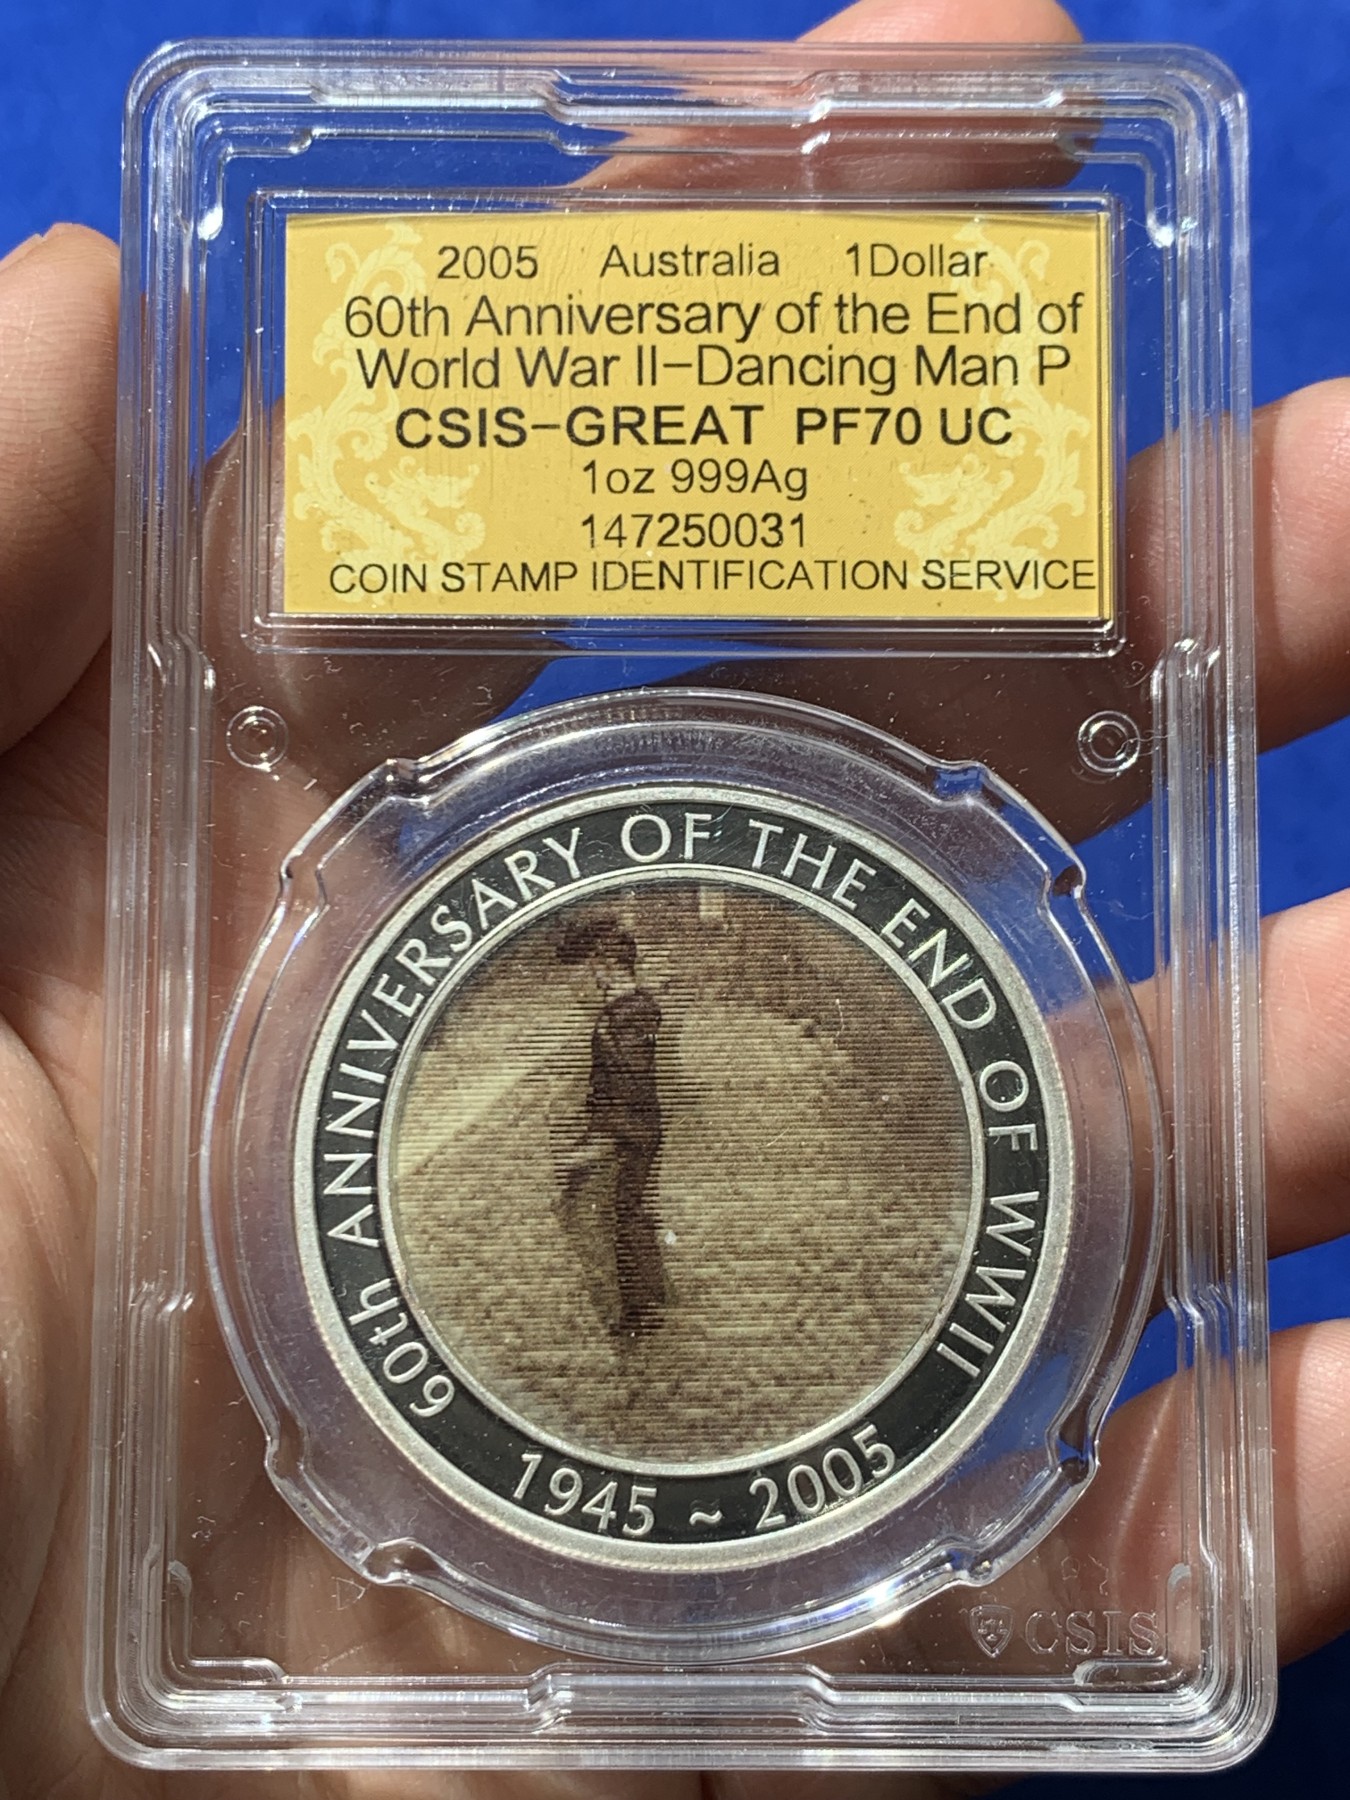 2005 Australia 1Dollar
60th Anniversary of the End of
World War II-Dancing Man P
CSIS-GREAT PF70 UC
1oz 999Ag
147250031
COIN STAMP IDENTIFICATION SERVICE
60th ANNIVERSARY OF THE END OF WWII
1945 ~ 2005
CSIS